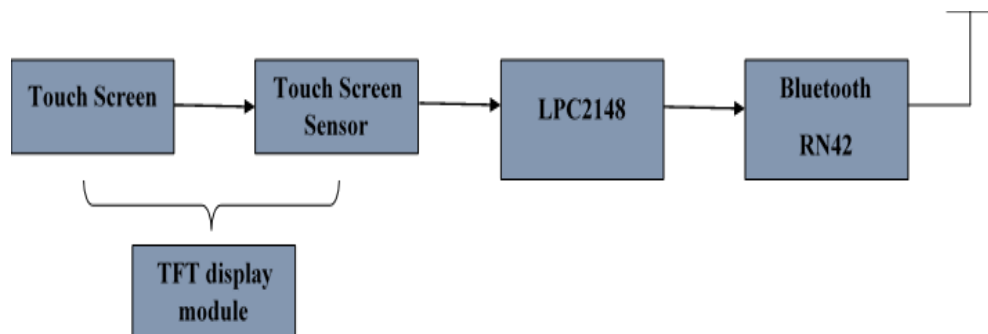 Touch Screen
Touch Screen
Sensor
LPC2148
Bluetooth
RN42
TFT display
module